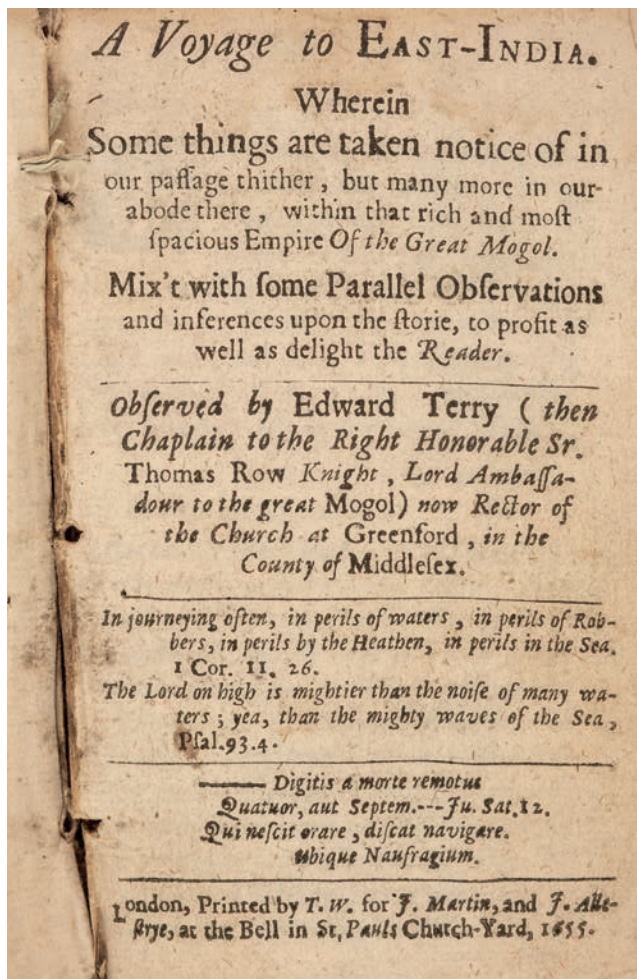 A Voyage to EAST-INDIA.
Wherein
Some things are taken notice of in
our paſſage thither, but many more in our
abode there, within that rich and moſt
ſpacious Empire Of the Great Mogol.
Mix't with ſome Parallel Obſervations
and inferences upon the ſtorie, to profit as
well as delight the Reader.
Obſerved by Edward Terry (then
Chaplain to the Right Honorable Sr.
Thomas Row Knight, Lord Ambaſſa-
dour to the great Mogol) now Rector of
the Church at Greenford, in the
County of Middleſex.
In journeying often, in perils of waters, in perils of Rob-
bers, in perils by the Heathen, in perils in the Sea.
1 Cor. 11. 26.
The Lord on high is mightier than the noiſe of many wa-
ters; yea, than the mighty waves of the Sea,
Pſal.93.4.
—— Digitis a morte remotus
Quatuor, aut Septem.---Ju. Sat.12.
Qui neſcit orare, diſcat navigare.
Ubique Naufragium.
London, Printed by T. W. for J. Martin, and J. Alle-
ſtrye, at the Bell in St. Pauls Church-Yard, 1655.